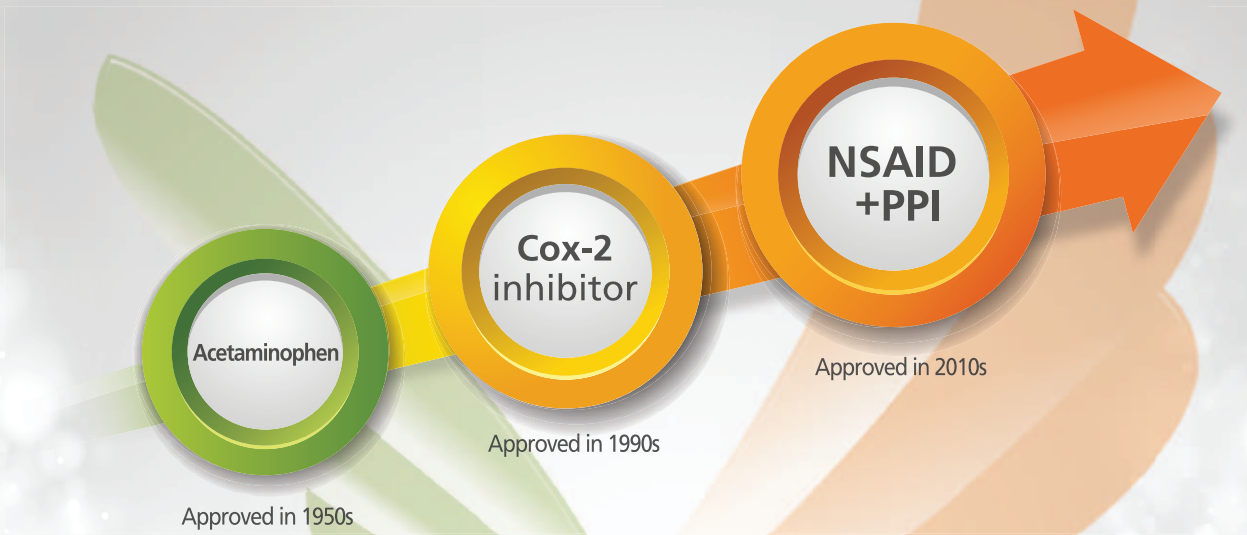 Acetaminophen
Approved in 1950s
Cox-2
inhibitor
Approved in 1990s
NSAID
+PPI
Approved in 2010s